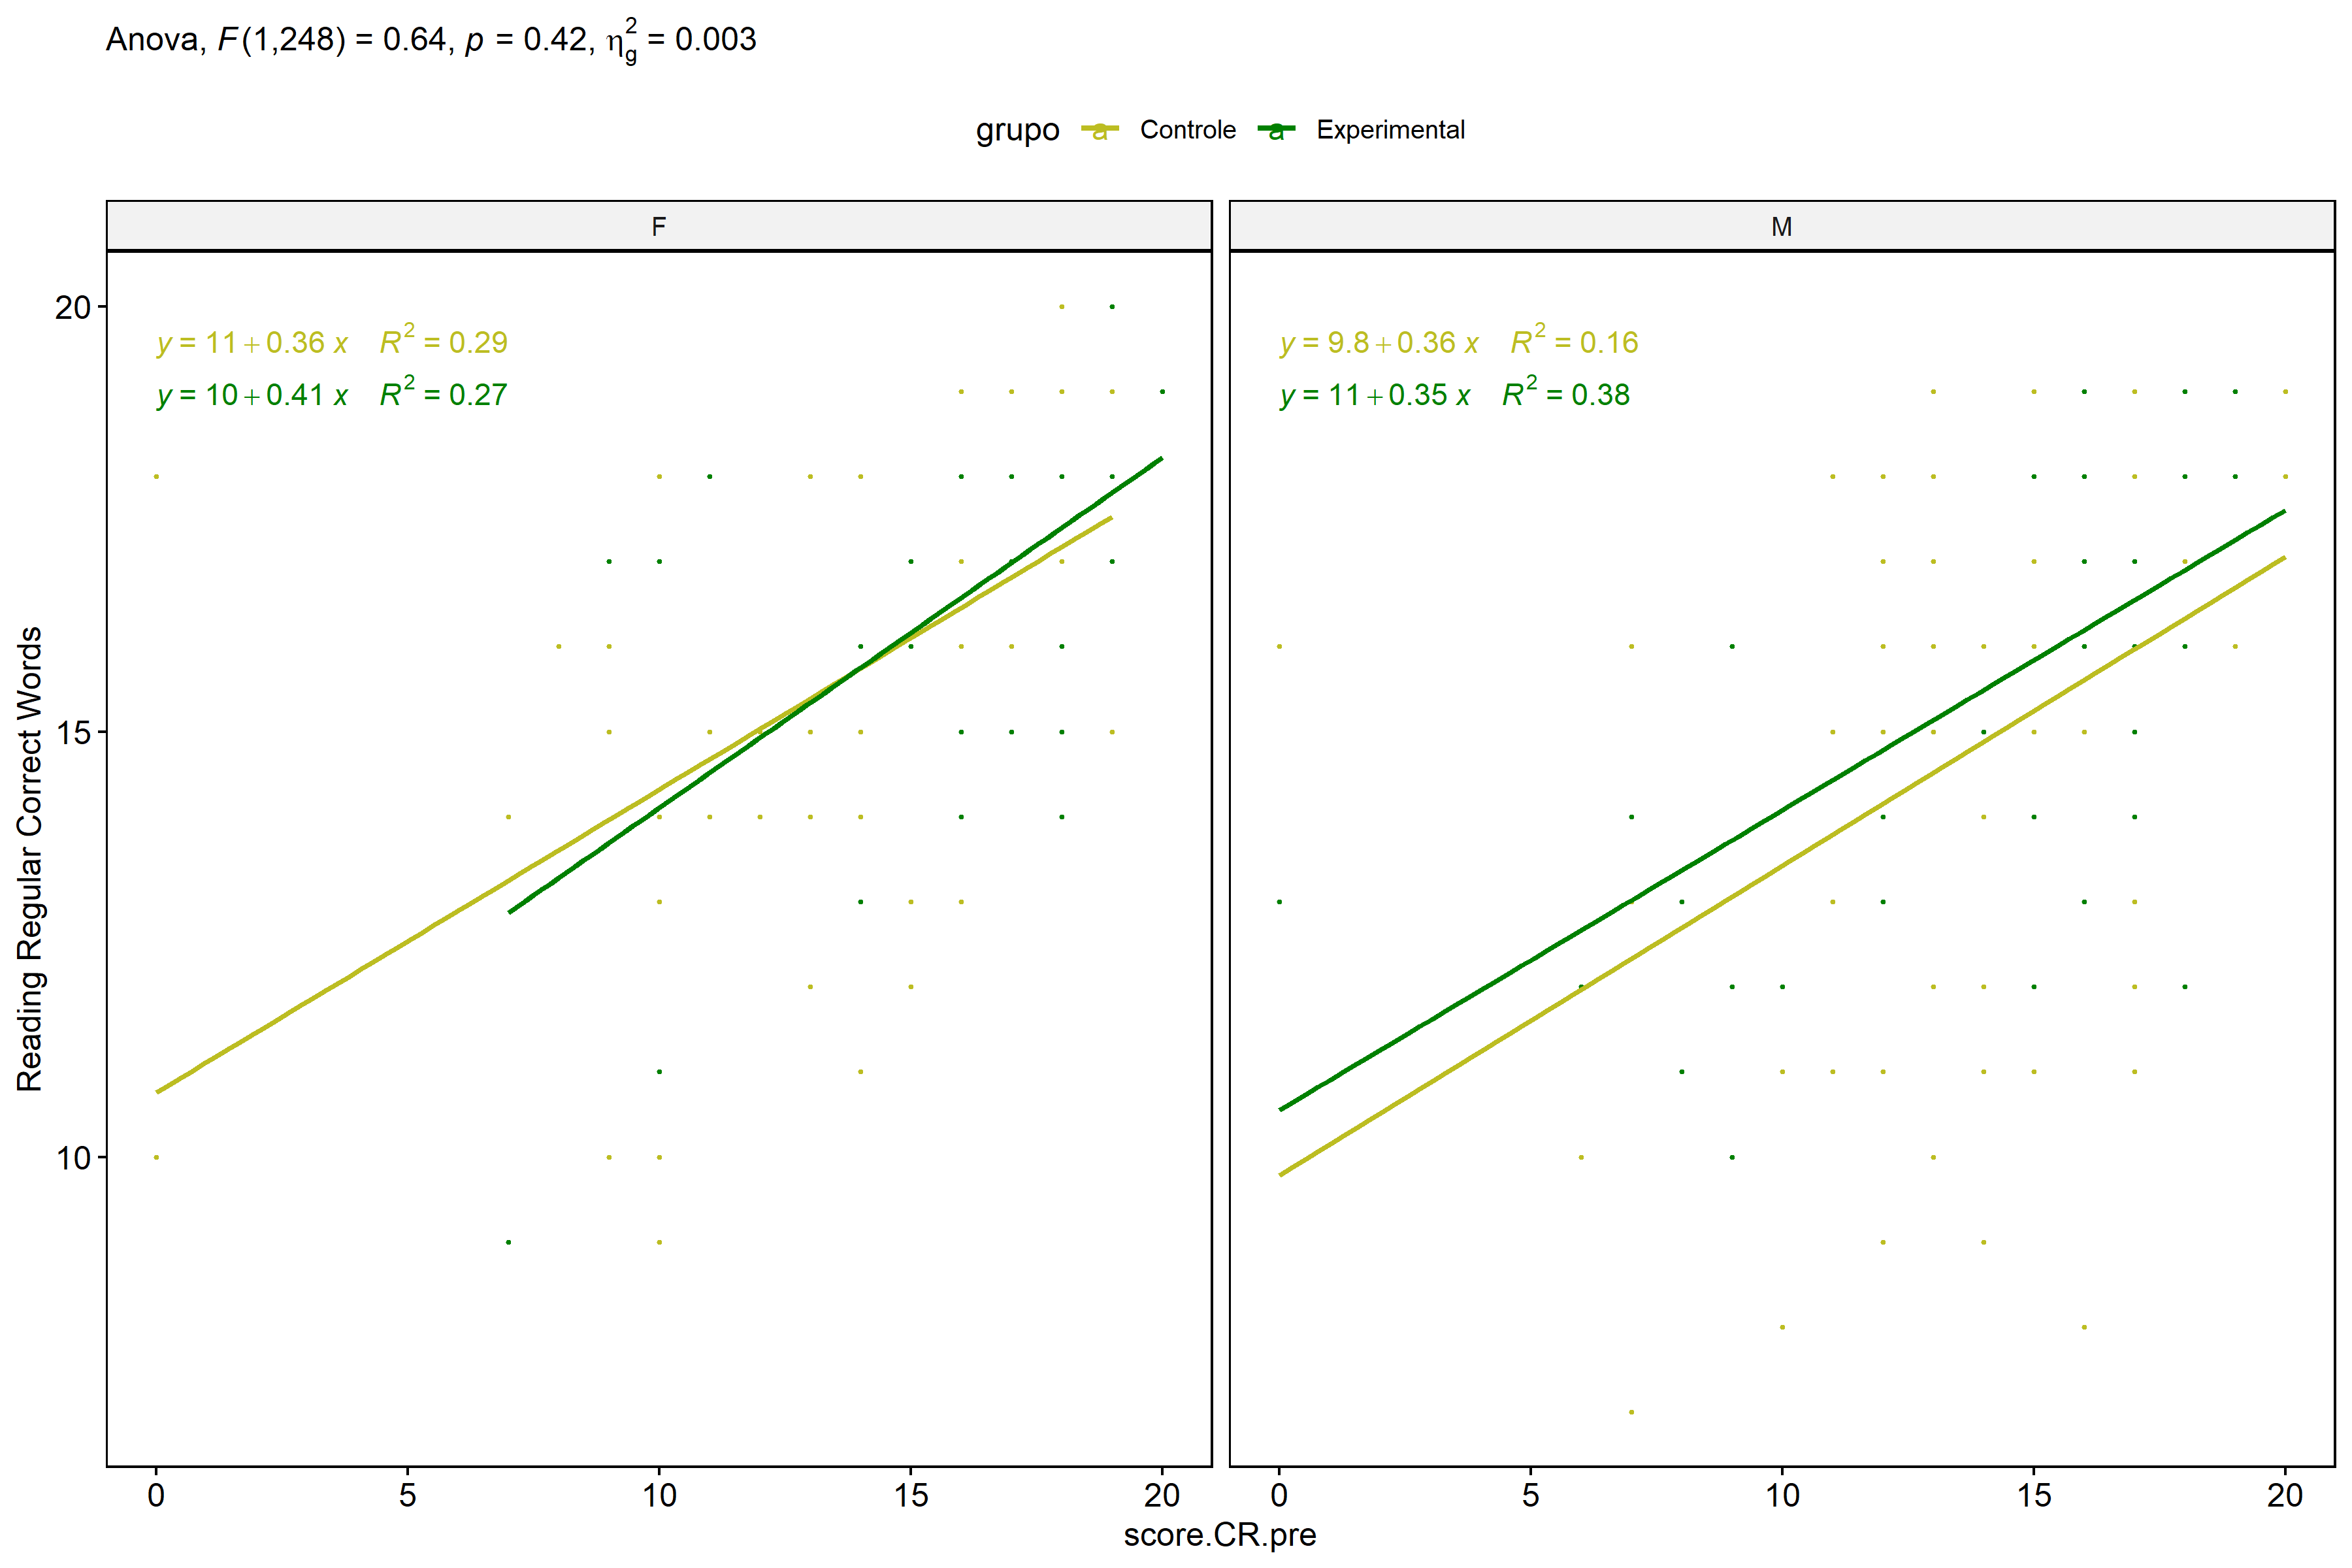 Anova, F(1,248) = 0.64, p = 0.42, η²g = 0.003
grupo a Controle a Experimental
F
M
y = 11 + 0.36 x R² = 0.29
y = 10 + 0.41 x R² = 0.27
y = 9.8 + 0.36 x R² = 0.16
y = 11 + 0.35 x R² = 0.38
20
15
10
Reading Regular Correct Words
0 5 10 15 20
0 5 10 15 20
score.CR.pre